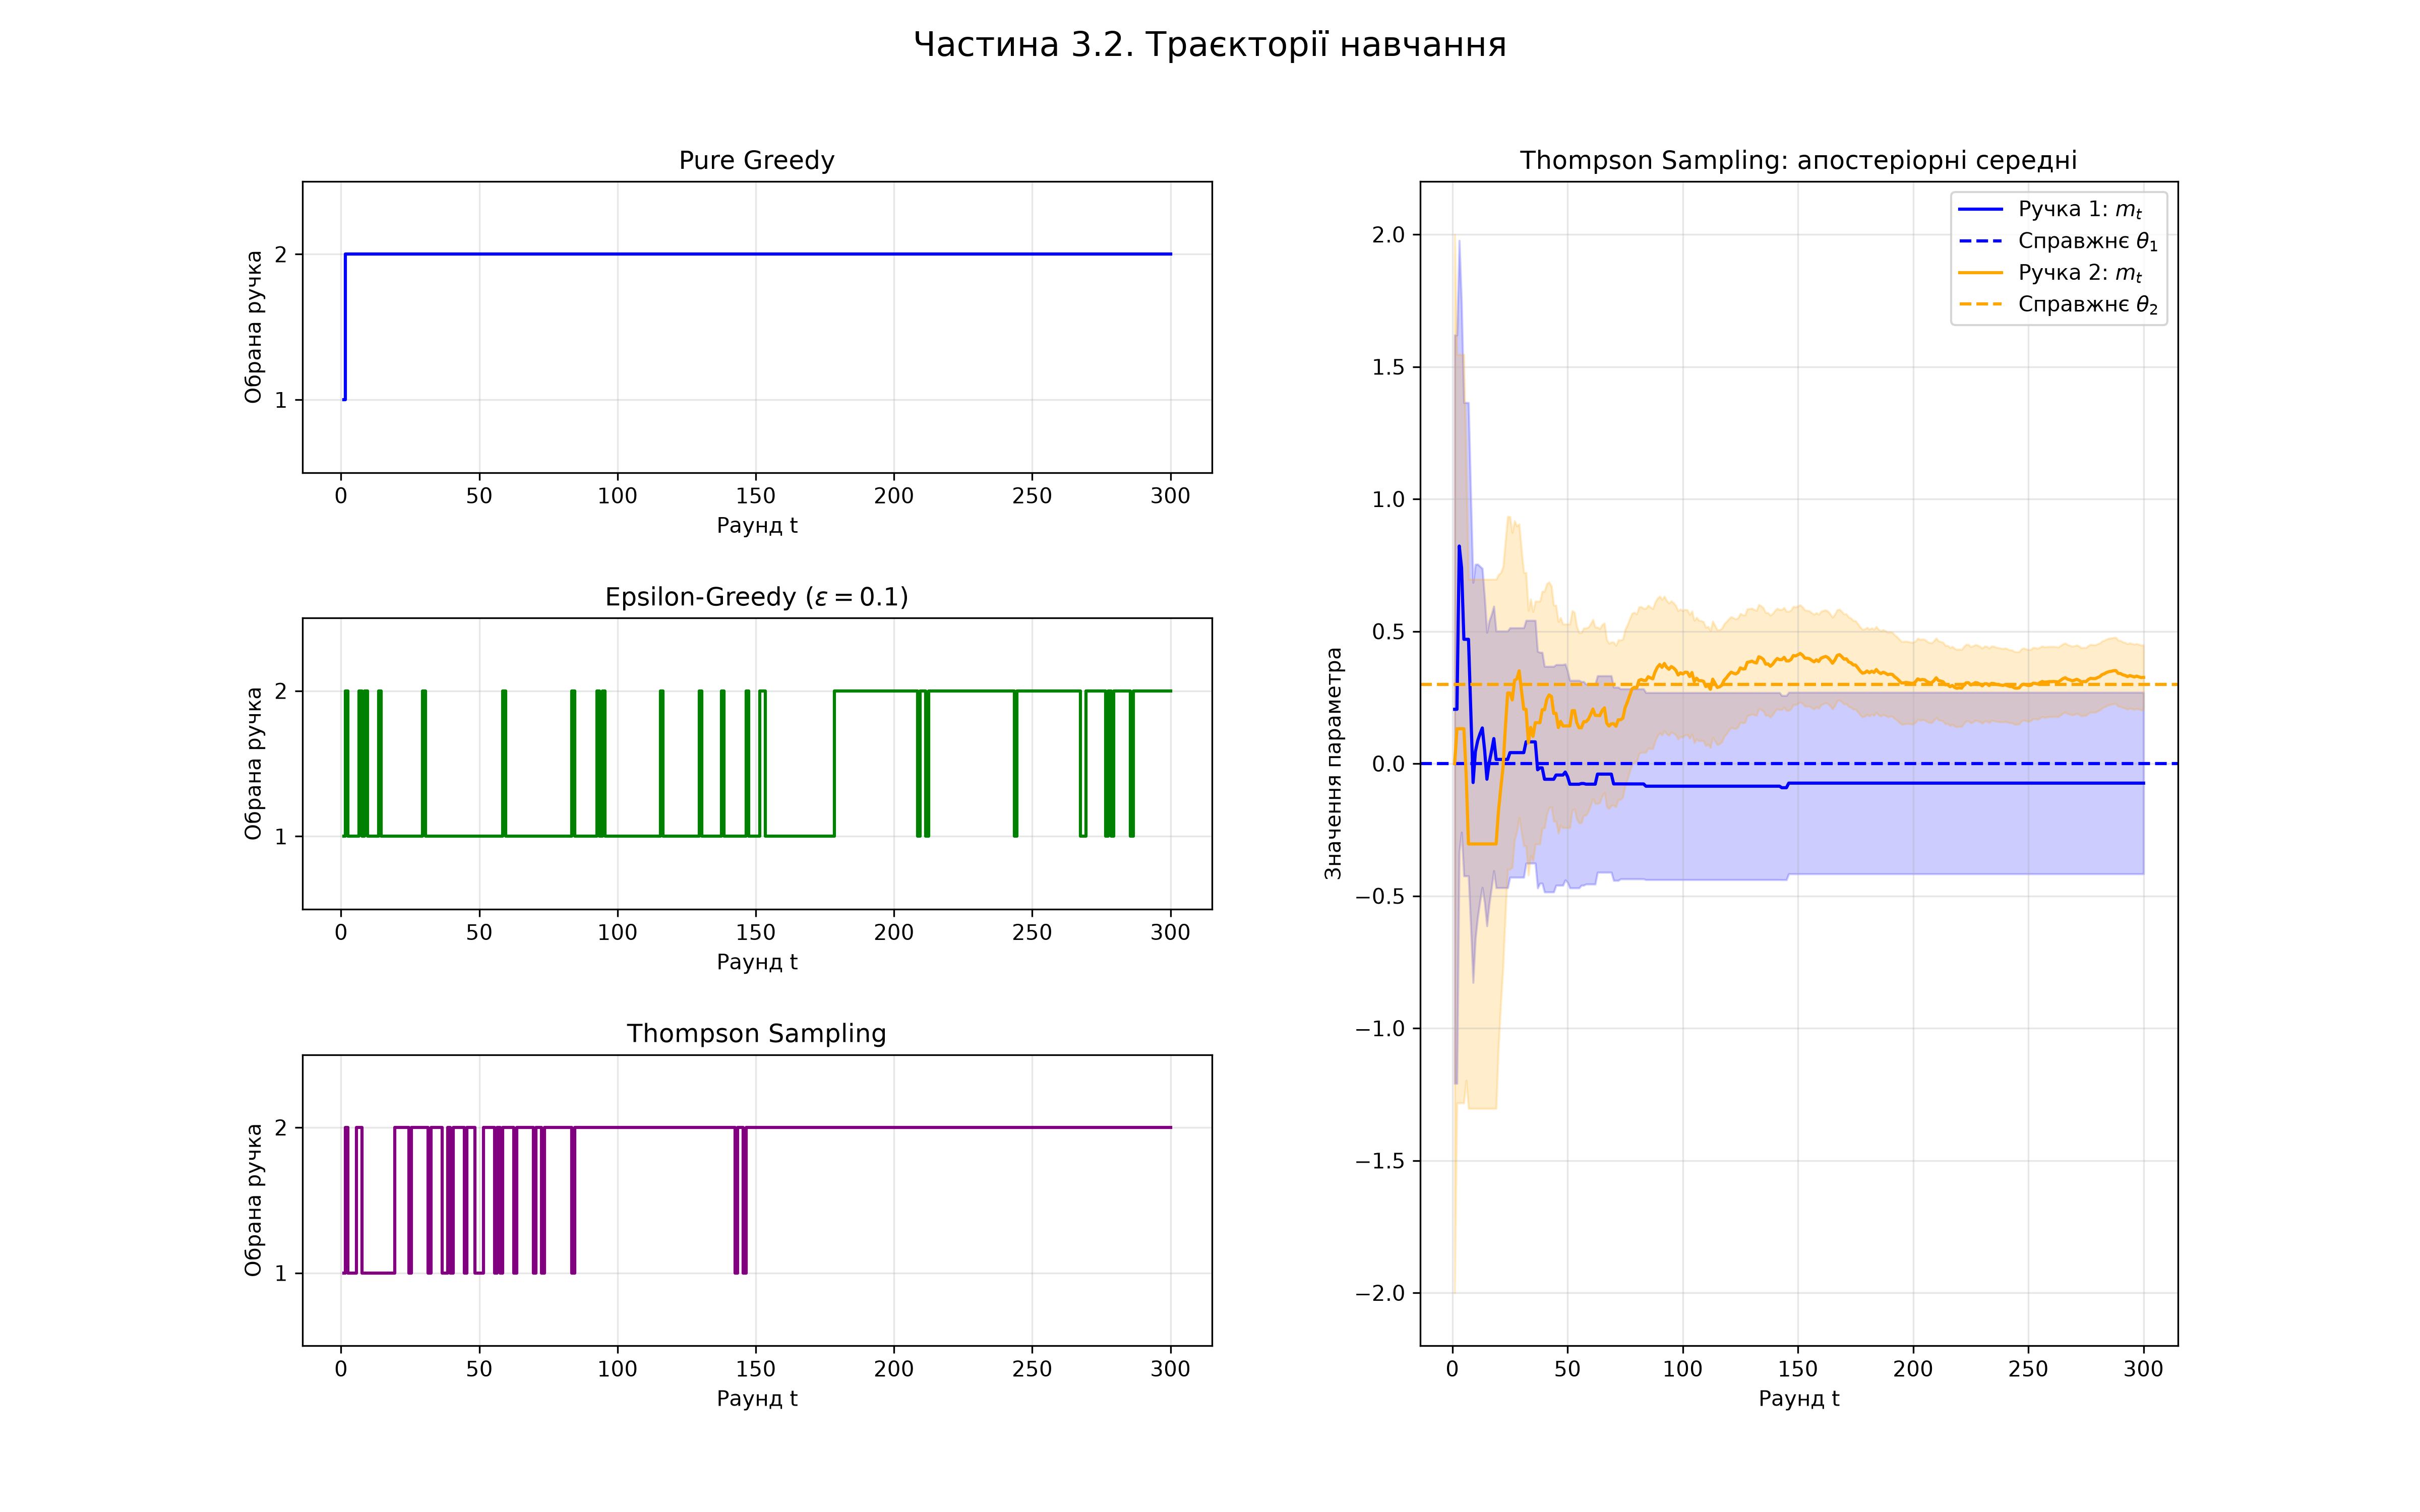 Частина 3.2. Траєкторії навчання
Pure Greedy
Обрана ручка
2
1
0 50 100 150 200 250 300
Раунд t
Epsilon-Greedy (ε = 0.1)
Обрана ручка
2
1
0 50 100 150 200 250 300
Раунд t
Thompson Sampling
Обрана ручка
2
1
0 50 100 150 200 250 300
Раунд t
Thompson Sampling: апостеріорні середні
Ручка 1: m_t
Справжнє θ_1
Ручка 2: m_t
Справжнє θ_2
Значення параметра
2.0
1.5
1.0
0.5
0.0
−0.5
−1.0
−1.5
−2.0
0 50 100 150 200 250 300
Раунд t